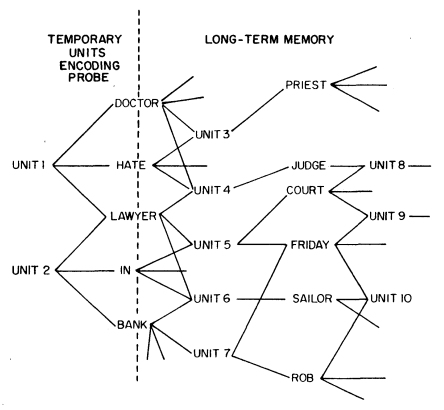 TEMPORARY
UNITS
ENCODING
PROBE
LONG-TERM MEMORY
DOCTOR
PRIEST
UNIT 3
UNIT 1
HATE
JUDGE
UNIT 8
UNIT 4
COURT
LAWYER
UNIT 9
UNIT 5
FRIDAY
UNIT 2
IN
UNIT 6
SAILOR
UNIT 10
BANK
UNIT 7
ROB